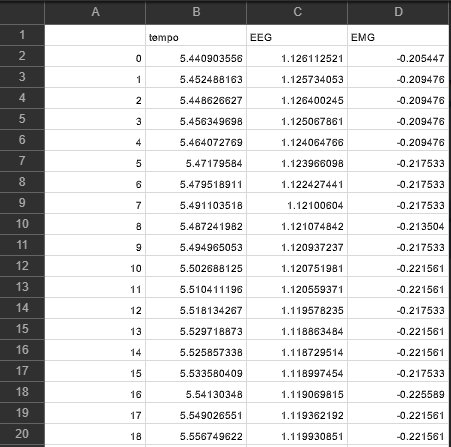 A B C D
1 tempo EEG EMG
2 0 5.440903556 1.126112521 -0.205447
3 1 5.452488163 1.125734053 -0.209476
4 2 5.448626627 1.126400245 -0.209476
5 3 5.456349698 1.125067861 -0.209476
6 4 5.464072769 1.124064766 -0.209476
7 5 5.47179584 1.123966098 -0.217533
8 6 5.479518911 1.122427441 -0.217533
9 7 5.491103518 1.12100604 -0.217533
10 8 5.487241982 1.121074842 -0.213504
11 9 5.494965053 1.120937237 -0.217533
12 10 5.502688125 1.120751981 -0.221561
13 11 5.510411196 1.120559371 -0.221561
14 12 5.518134267 1.119578235 -0.217533
15 13 5.529718873 1.118863484 -0.221561
16 14 5.525857338 1.118729514 -0.221561
17 15 5.533580409 1.118997454 -0.217533
18 16 5.54130348 1.119069815 -0.225589
19 17 5.549026551 1.119362192 -0.221561
20 18 5.556749622 1.119930851 -0.221561